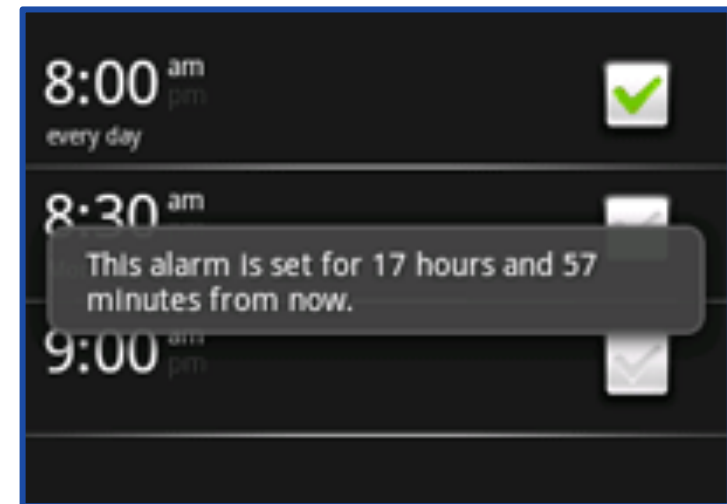 8:00 am
pm
every day
8:30 am
This alarm is set for 17 hours and 57
minutes from now.
9:00 am
pm